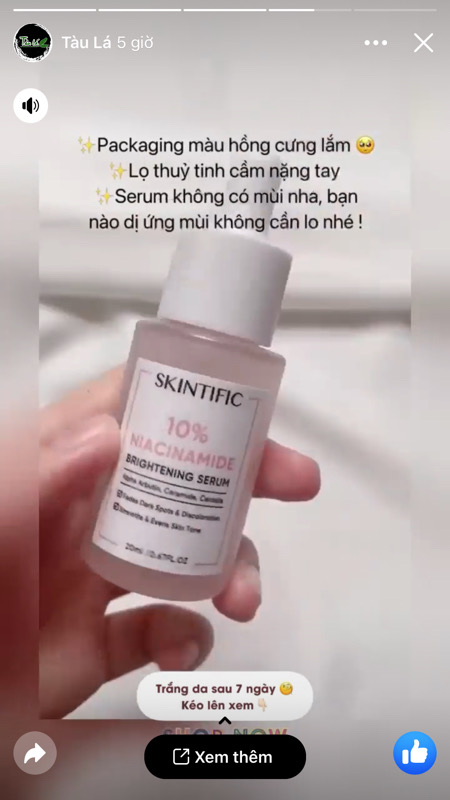 Tàu Lá 5 giờ
✨Packaging màu hồng cưng lắm 🥺
✨Lọ thuỷ tinh cầm nặng tay
✨Serum không có mùi nha, bạn
nào dị ứng mùi không cần lo nhé !
SKINTIFIC
10%
NIACINAMIDE
BRIGHTENING SERUM
Alpha Arbutin, Ceramide, Centella
Fades Dark Spots & Discoloration
Smooths & Evens Skin Tone
20ml /0.67FL.OZ
Trắng da sau 7 ngày 🧐
Kéo lên xem 👇🏻
SHOP NOW
Xem thêm